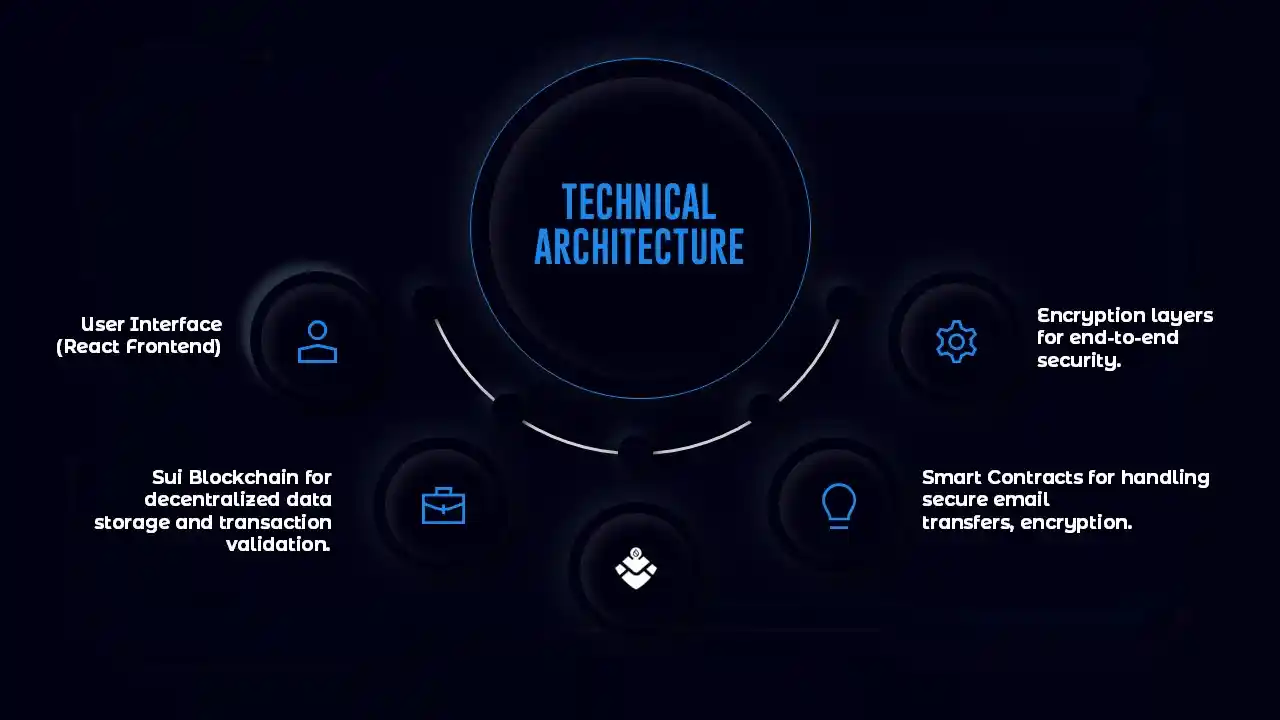 TECHNICAL
ARCHITECTURE
User Interface
(React Frontend)
Sui Blockchain for
decentralized data
storage and transaction
validation.
Encryption layers
for end-to-end
security.
Smart Contracts for handling
secure email
transfers, encryption.